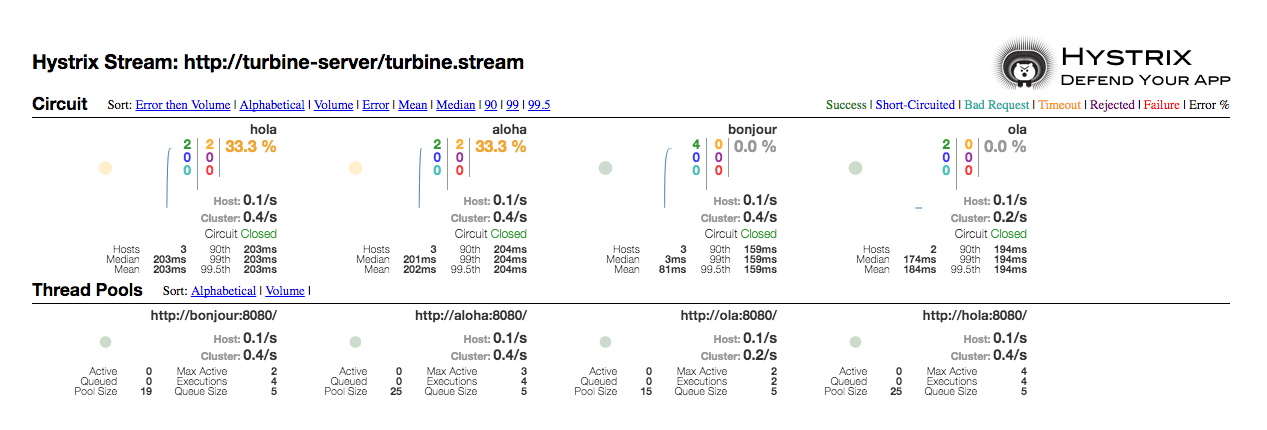 Hystrix Stream: http://turbine-server/turbine.stream
HYSTRIX
DEFEND YOUR APP
Circuit Sort: Error then Volume | Alphabetical | Volume | Error | Mean | Median | 90 | 99 | 99.5
Success | Short-Circuited | Bad Request | Timeout | Rejected | Failure | Error %
hola
2 2 33.3 %
0 0
0 0
Host: 0.1/s
Cluster: 0.4/s
Circuit Closed
Hosts 3 90th 203ms
Median 203ms 99th 203ms
Mean 203ms 99.5th 203ms
aloha
2 2 33.3 %
0 0
0 0
Host: 0.1/s
Cluster: 0.4/s
Circuit Closed
Hosts 3 90th 204ms
Median 201ms 99th 204ms
Mean 202ms 99.5th 204ms
bonjour
4 0 0.0 %
0 0
0 0
Host: 0.1/s
Cluster: 0.4/s
Circuit Closed
Hosts 3 90th 159ms
Median 3ms 99th 159ms
Mean 81ms 99.5th 159ms
ola
2 0 0.0 %
0 0
0 0
Host: 0.1/s
Cluster: 0.2/s
Circuit Closed
Hosts 2 90th 194ms
Median 174ms 99th 194ms
Mean 184ms 99.5th 194ms
Thread Pools Sort: Alphabetical | Volume |
http://bonjour:8080/
Host: 0.1/s
Cluster: 0.4/s
Active 0 Max Active 2
Queued 0 Executions 4
Pool Size 19 Queue Size 5
http://aloha:8080/
Host: 0.1/s
Cluster: 0.4/s
Active 0 Max Active 3
Queued 0 Executions 4
Pool Size 25 Queue Size 5
http://ola:8080/
Host: 0.1/s
Cluster: 0.2/s
Active 0 Max Active 2
Queued 0 Executions 2
Pool Size 15 Queue Size 5
http://hola:8080/
Host: 0.1/s
Cluster: 0.4/s
Active 0 Max Active 4
Queued 0 Executions 4
Pool Size 25 Queue Size 5